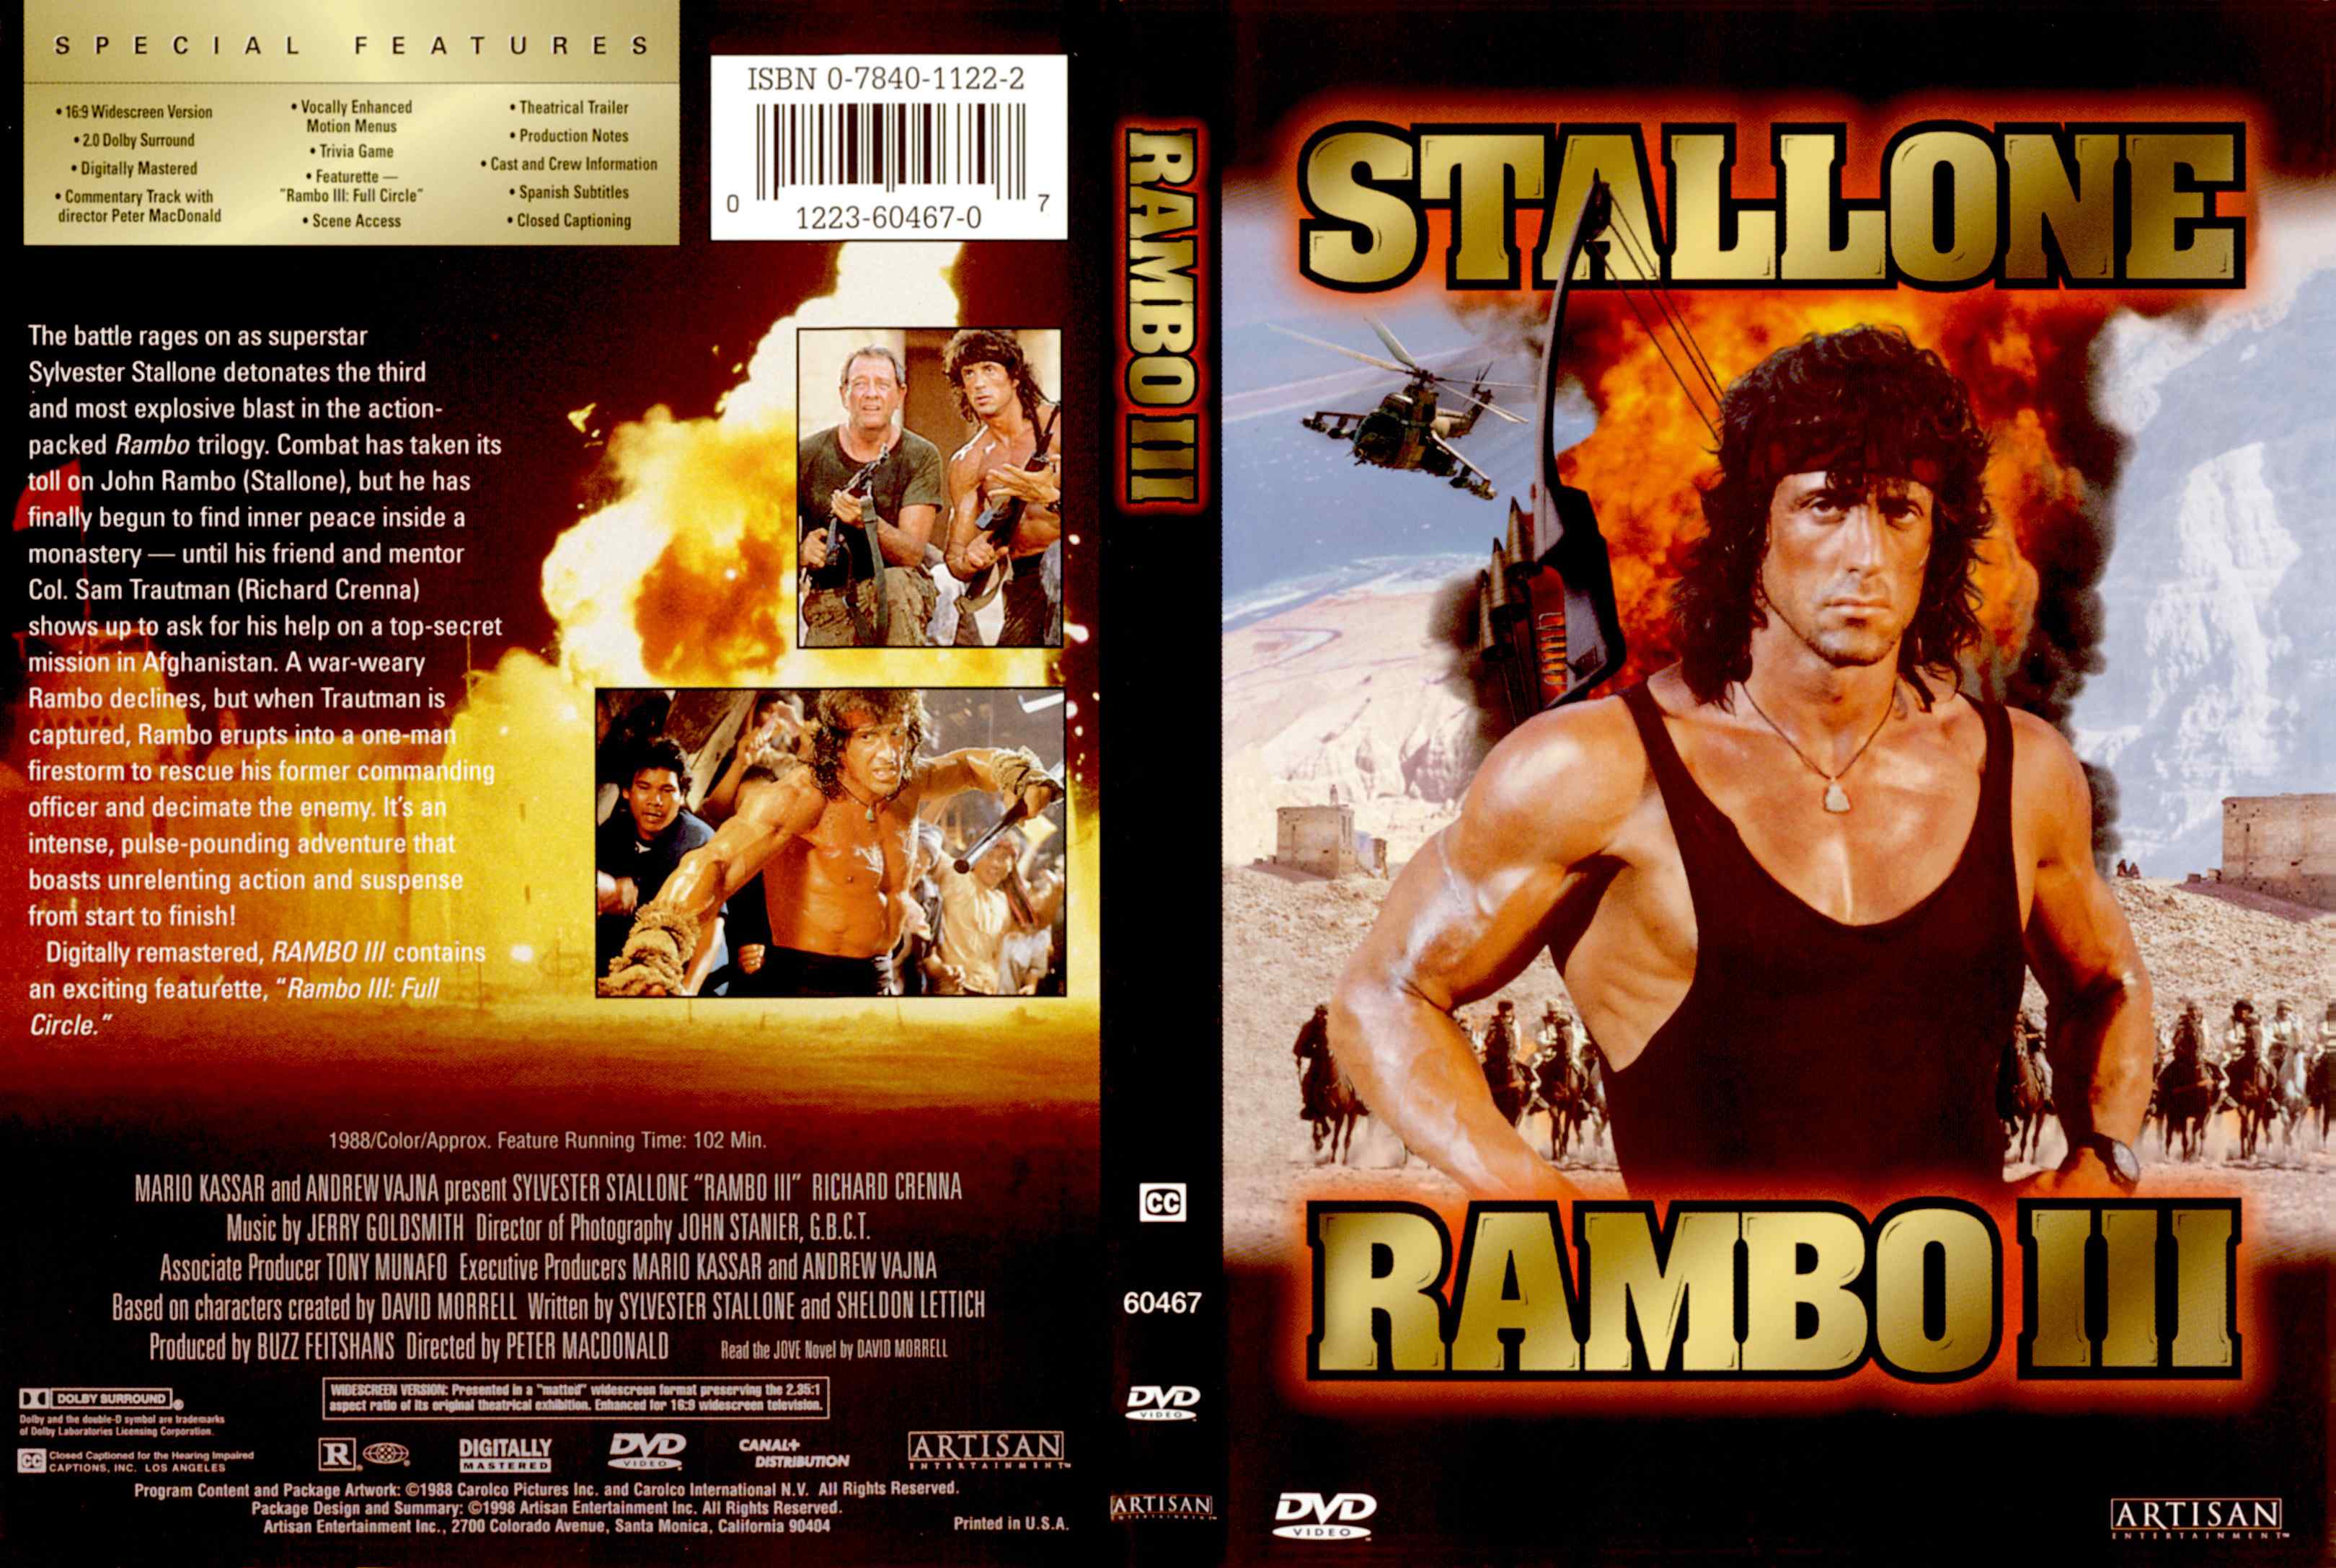 SPECIAL FEATURES
• 16:9 Widescreen Version
• 2.0 Dolby Surround
• Digitally Mastered
• Commentary Track with
director Peter MacDonald
• Vocally Enhanced
Motion Menus
• Trivia Game
• Featurette —
"Rambo III: Full Circle"
• Scene Access
• Theatrical Trailer
• Production Notes
• Cast and Crew Information
• Spanish Subtitles
• Closed Captioning
ISBN 0-7840-1122-2
0 1223-60467-0 7
The battle rages on as superstar
Sylvester Stallone detonates the third
and most explosive blast in the action-
packed Rambo trilogy. Combat has taken its
toll on John Rambo (Stallone), but he has
finally begun to find inner peace inside a
monastery — until his friend and mentor
Col. Sam Trautman (Richard Crenna)
shows up to ask for his help on a top-secret
mission in Afghanistan. A war-weary
Rambo declines, but when Trautman is
captured, Rambo erupts into a one-man
firestorm to rescue his former commanding
officer and decimate the enemy. It's an
intense, pulse-pounding adventure that
boasts unrelenting action and suspense
from start to finish!
Digitally remastered, RAMBO III contains
an exciting featurette, "Rambo III: Full
Circle."
1988/Color/Approx. Feature Running Time: 102 Min.
MARIO KASSAR and ANDREW VAJNA present SYLVESTER STALLONE "RAMBO III" RICHARD CRENNA
Music by JERRY GOLDSMITH Director of Photography JOHN STANIER, G.B.C.T.
Associate Producer TONY MUNAFO Executive Producers MARIO KASSAR and ANDREW VAJNA
Based on characters created by DAVID MORRELL Written by SYLVESTER STALLONE and SHELDON LETTICH
Produced by BUZZ FEITSHANS Directed by PETER MACDONALD Read the JOVE Novel by DAVID MORRELL
DOLBY SURROUND ®
Dolby and the double-D symbol are trademarks
of Dolby Laboratories Licensing Corporation.
WIDESCREEN VERSION: Presented in a "matted" widescreen format preserving the 2.35:1
aspect ratio of its original theatrical exhibition. Enhanced for 16:9 widescreen television.
CC Closed Captioned for the Hearing Impaired
CAPTIONS, INC. LOS ANGELES
R
DIGITALLY
MASTERED
DVD
VIDEO
CANAL+
DISTRIBUTION
ARTISAN
ENTERTAINMENT™
Program Content and Package Artwork: ©1988 Carolco Pictures Inc. and Carolco International N.V. All Rights Reserved.
Package Design and Summary: ©1998 Artisan Entertainment Inc. All Rights Reserved.
Artisan Entertainment Inc., 2700 Colorado Avenue, Santa Monica, California 90404
Printed in U.S.A.
RAMBO III
CC
60467
DVD
VIDEO
ARTISAN
ENTERTAINMENT
STALLONE
RAMBO III
DVD
VIDEO
ARTISAN
ENTERTAINMENT™